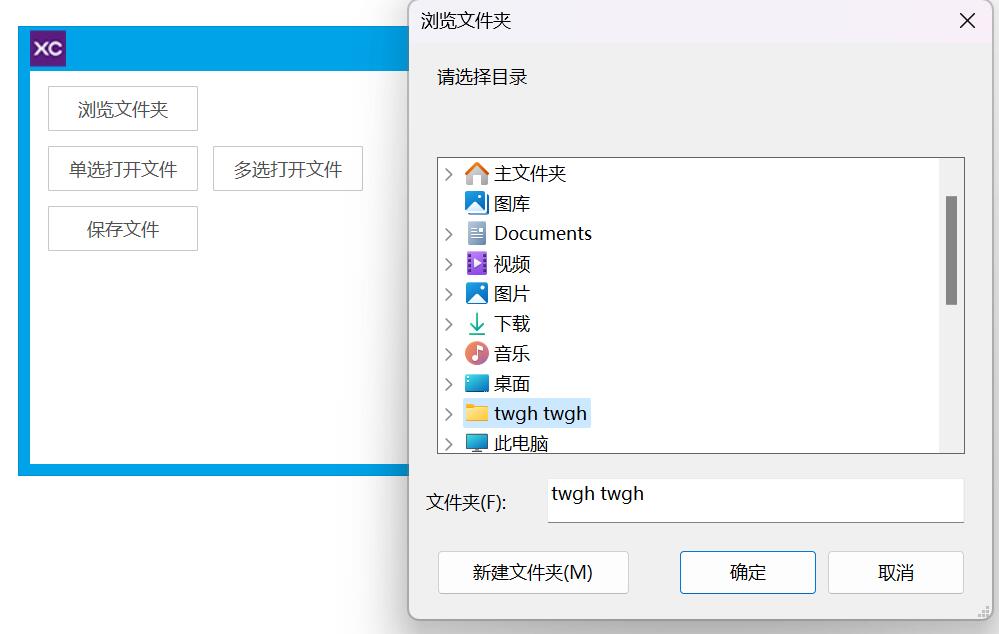 XC
浏览文件夹
单选打开文件 多选打开文件
保存文件
浏览文件夹
请选择目录
主文件夹
图库
Documents
视频
图片
下载
音乐
桌面
twgh twgh
此电脑
文件夹(F): twgh twgh
新建文件夹(M) 确定 取消